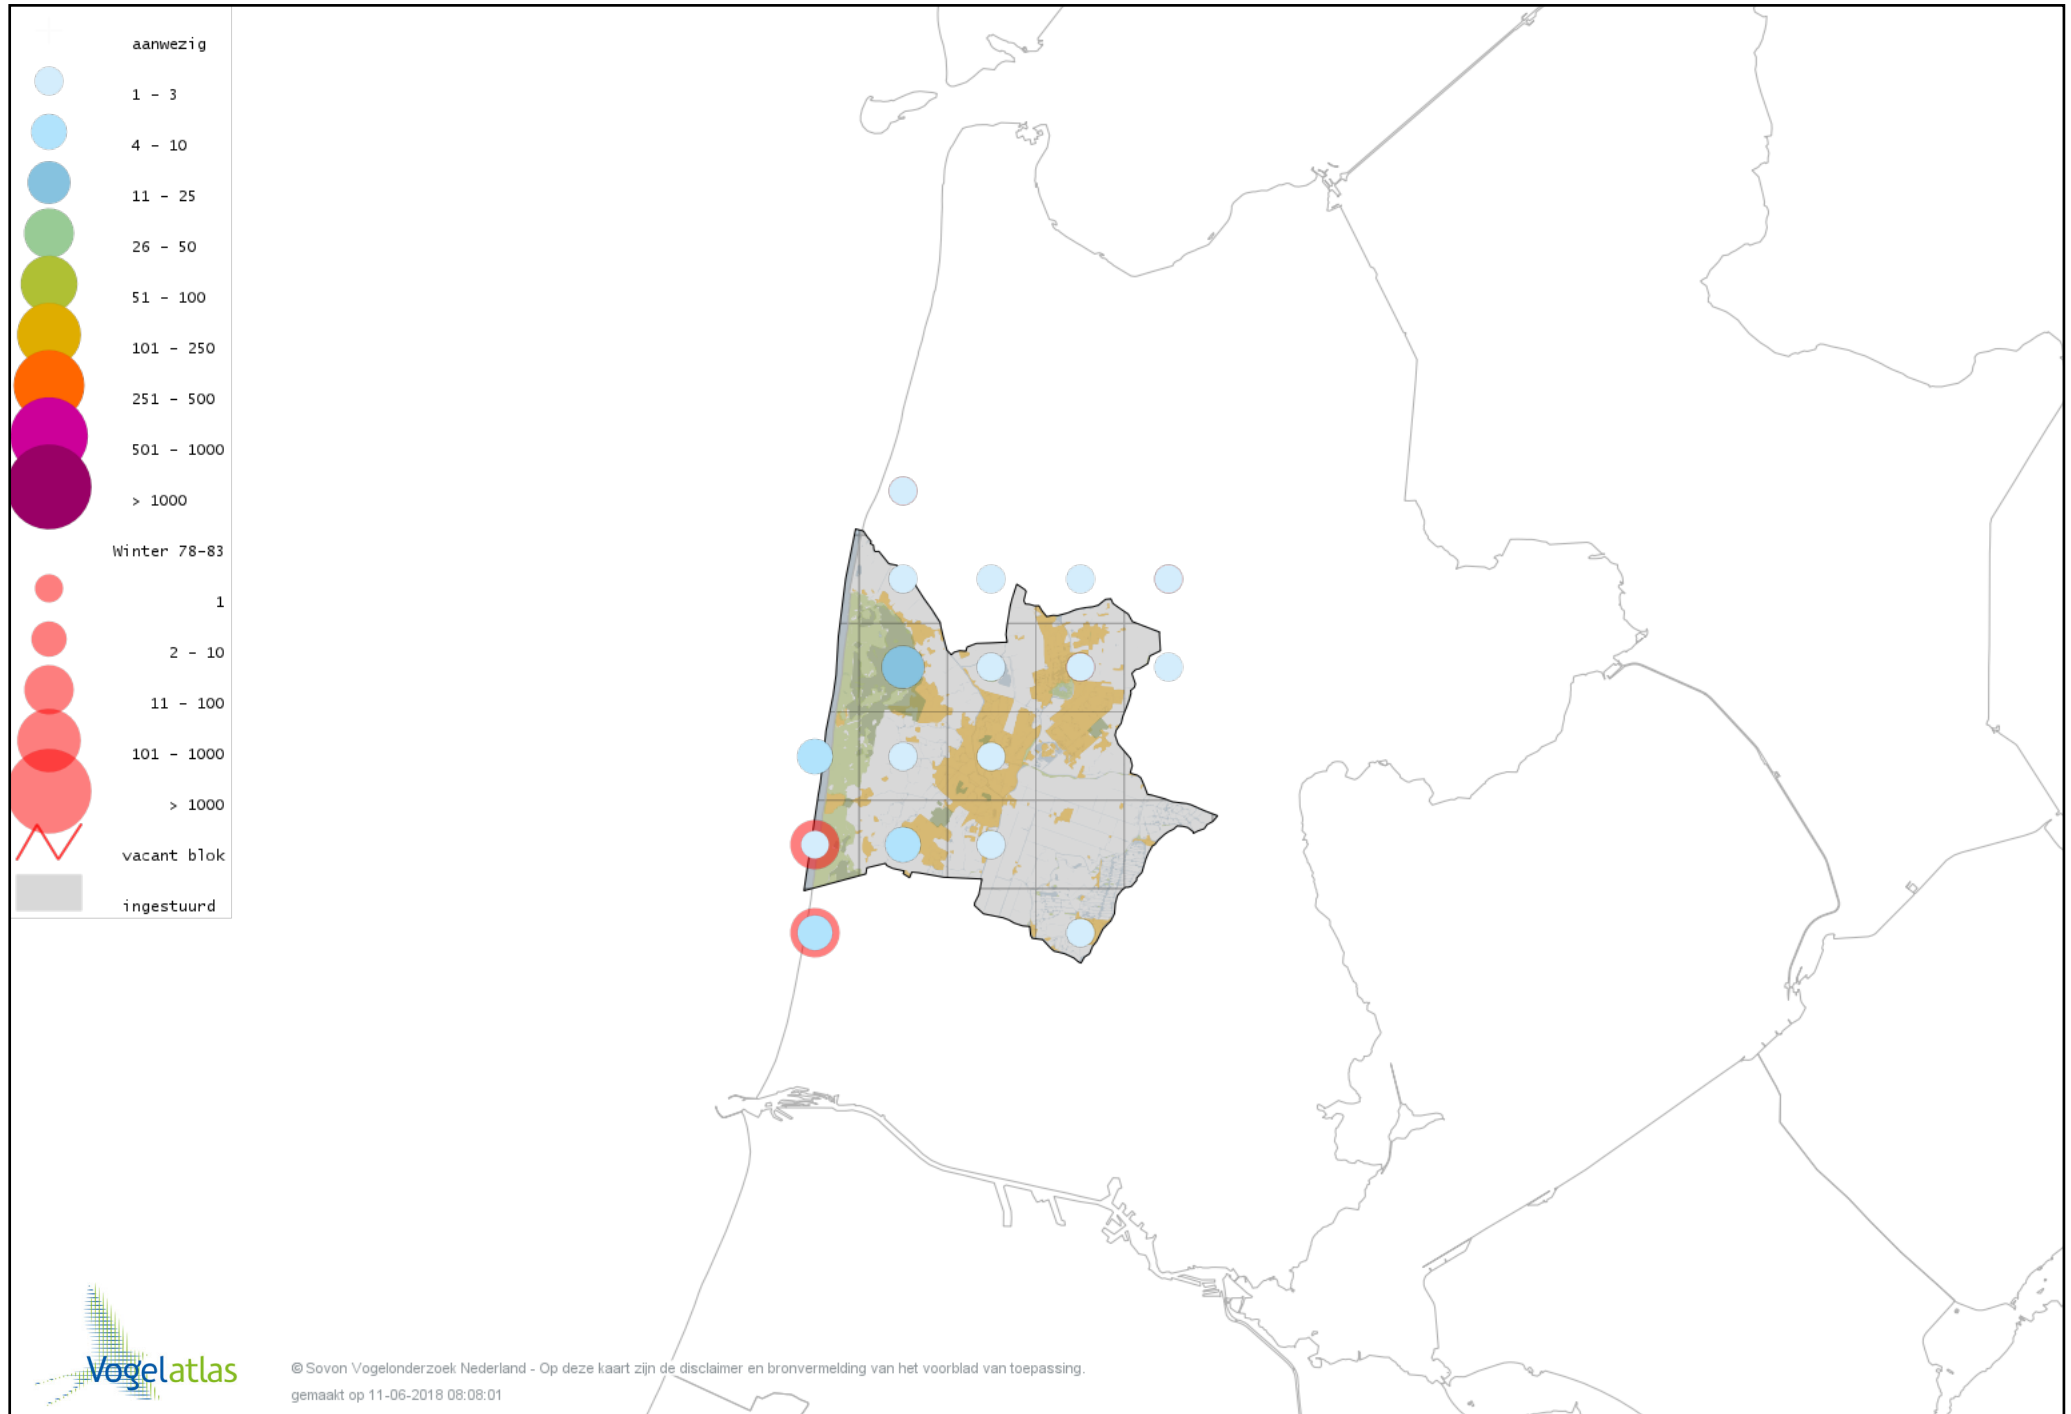 aanwezig
1 - 3
4 - 10
11 - 25
26 - 50
51 - 100
101 - 250
251 - 500
501 - 1000
> 1000
Winter 78-83
1
2 - 10
11 - 100
101 - 1000
> 1000
vacant blok
ingestuurd
Vogelatlas
© Sovon Vogelonderzoek Nederland - Op deze kaart zijn de disclaimer en bronvermelding van het voorblad van toepassing.
gemaakt op 11-06-2018 08:08:01